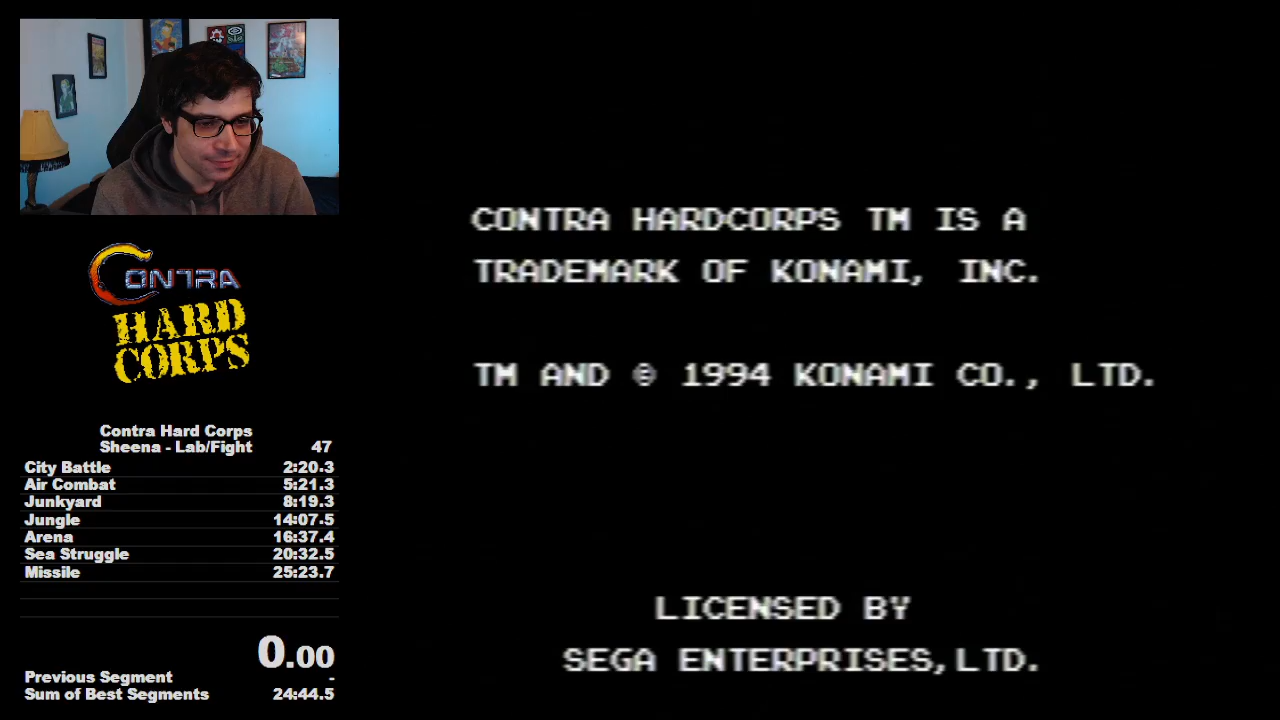 CONTRA HARDCORPS TM IS A
TRADEMARK OF KONAMI, INC.
TM AND © 1994 KONAMI CO., LTD.
LICENSED BY
SEGA ENTERPRISES,LTD.
CONTRA
HARD
CORPS
Contra Hard Corps
Sheena - Lab/Fight 47
City Battle 2:20.3
Air Combat 5:21.3
Junkyard 8:19.3
Jungle 14:07.5
Arena 16:37.4
Sea Struggle 20:32.5
Missile 25:23.7
0.00
Previous Segment -
Sum of Best Segments 24:44.5